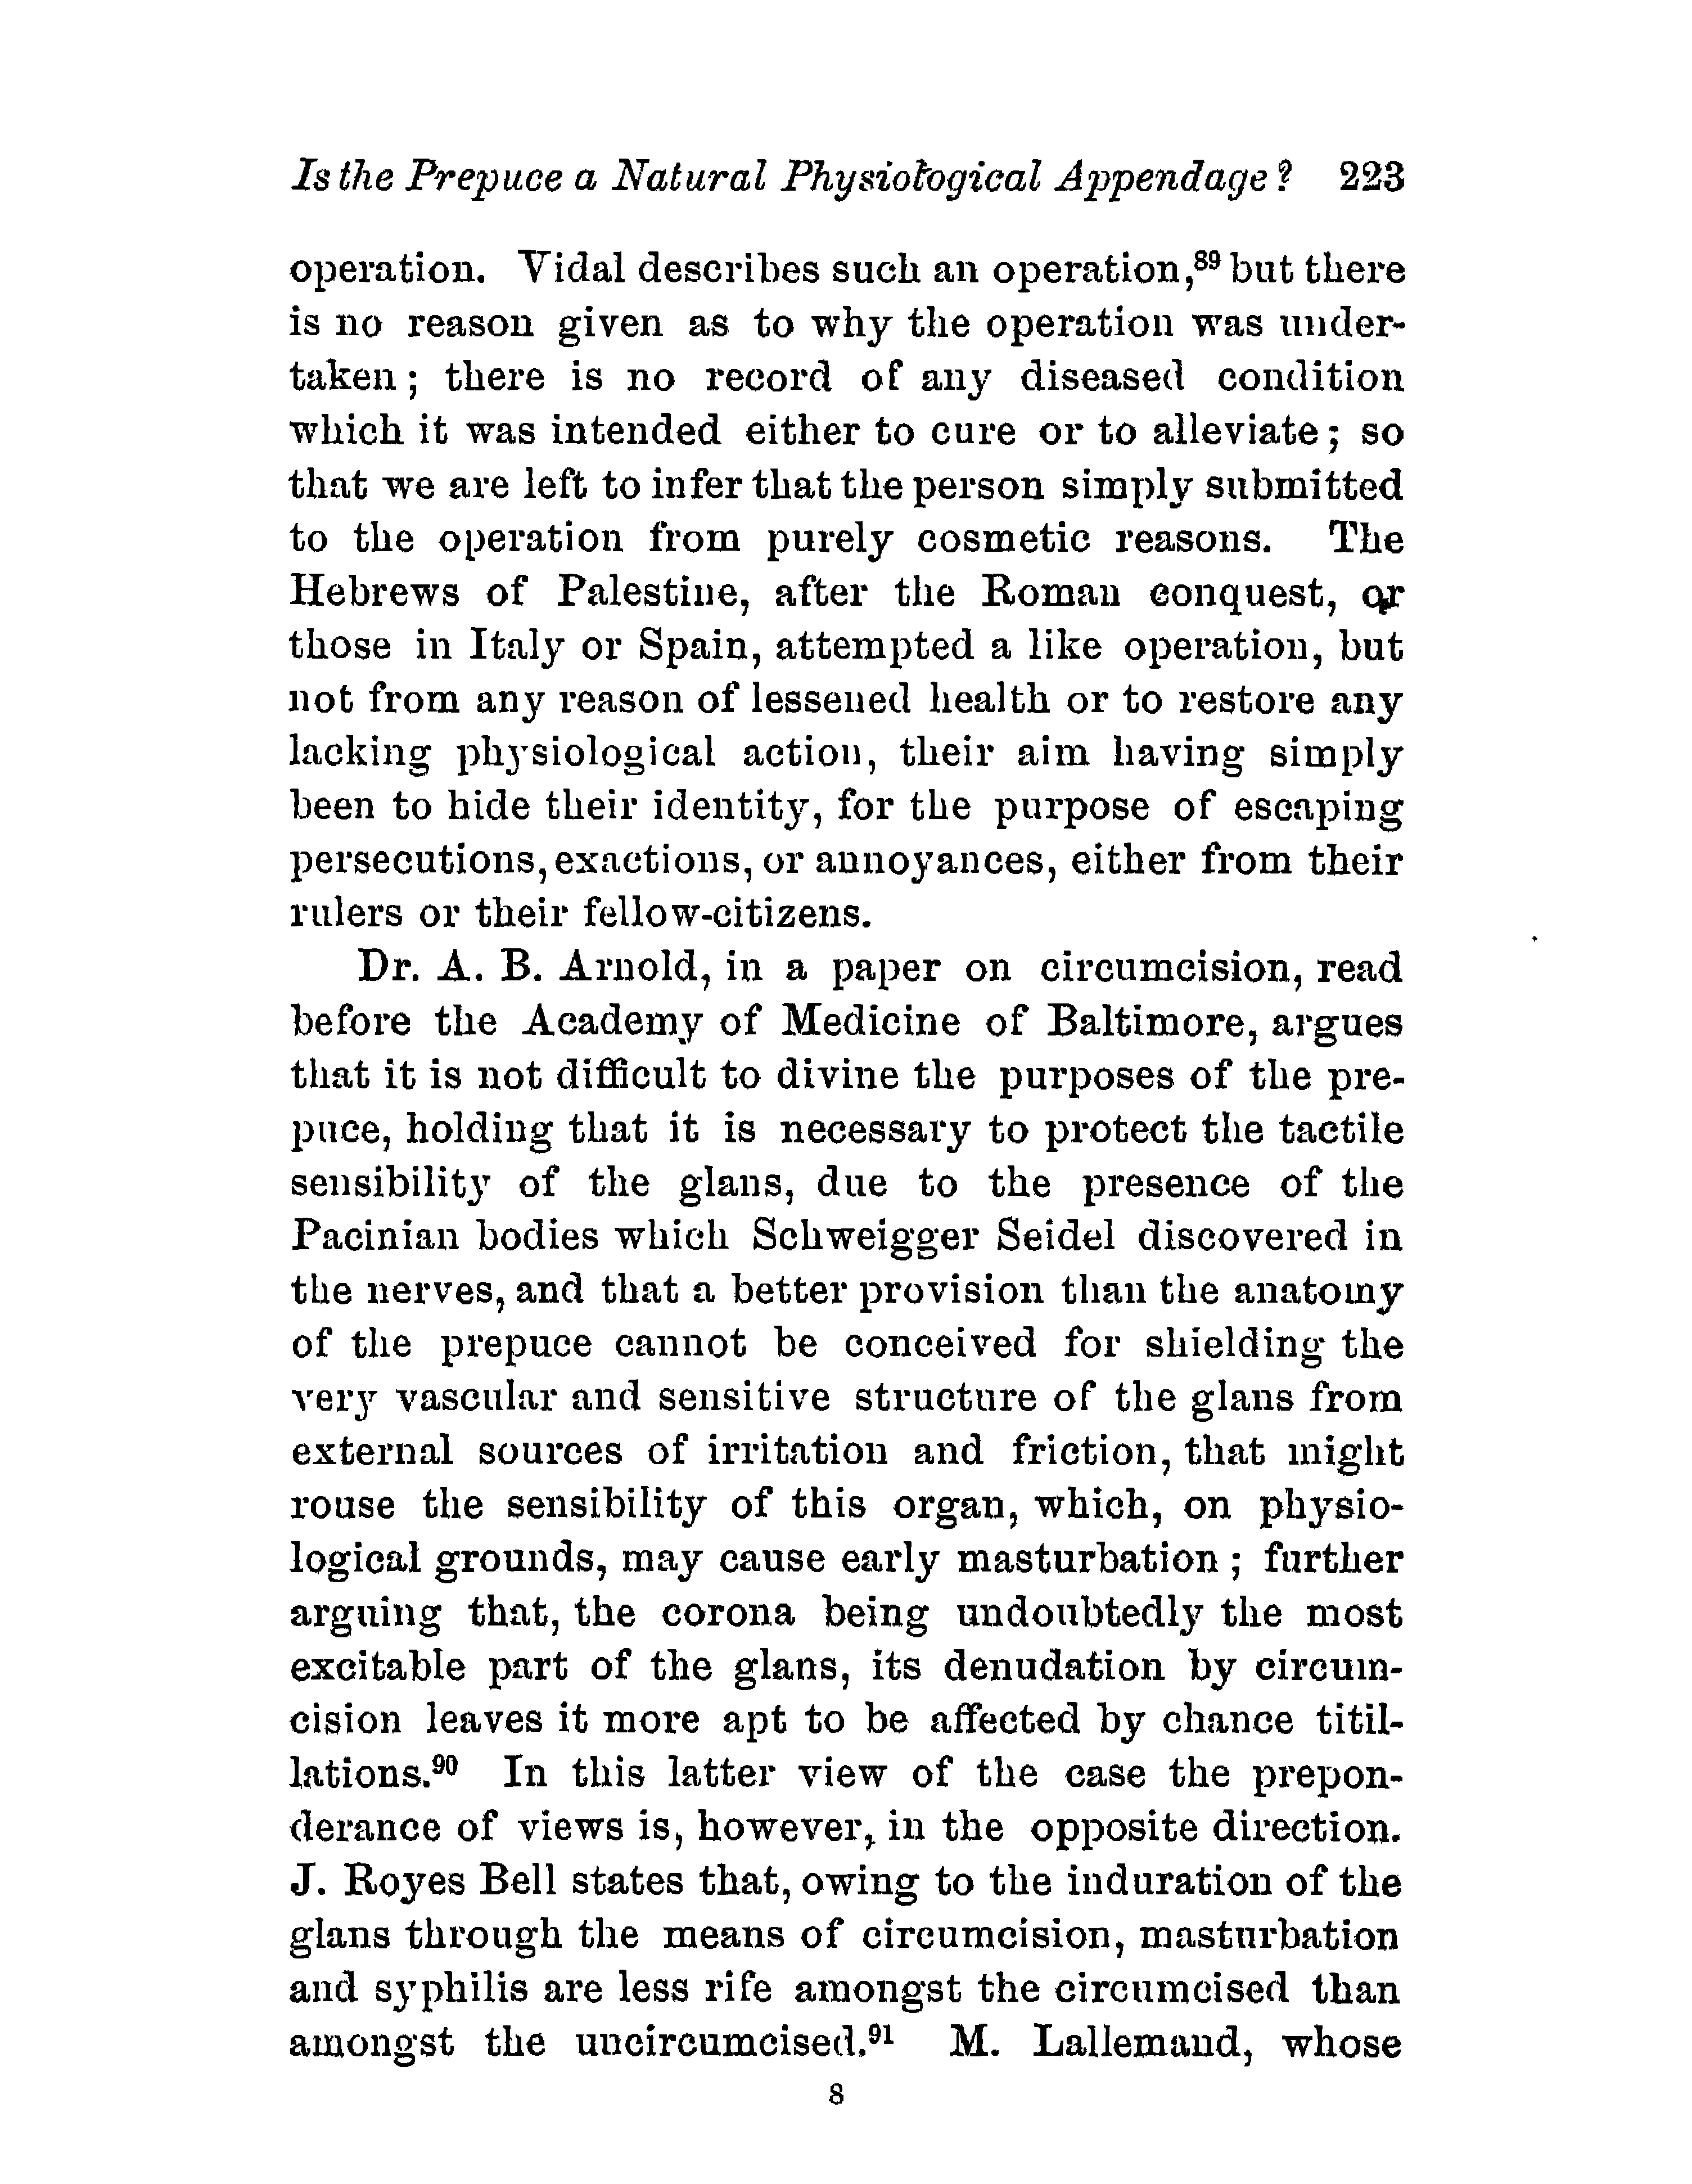 Is the Prepuce a Natural Physiological Appendage? 223
operation. Vidal describes such an operation,⁸⁹ but there
is no reason given as to why the operation was under-
taken; there is no record of any diseased condition
which it was intended either to cure or to alleviate; so
that we are left to infer that the person simply submitted
to the operation from purely cosmetic reasons. The
Hebrews of Palestine, after the Roman conquest, or
those in Italy or Spain, attempted a like operation, but
not from any reason of lessened health or to restore any
lacking physiological action, their aim having simply
been to hide their identity, for the purpose of escaping
persecutions, exactions, or annoyances, either from their
rulers or their fellow-citizens.
Dr. A. B. Arnold, in a paper on circumcision, read
before the Academy of Medicine of Baltimore, argues
that it is not difficult to divine the purposes of the pre-
puce, holding that it is necessary to protect the tactile
sensibility of the glans, due to the presence of the
Pacinian bodies which Schweigger Seidel discovered in
the nerves, and that a better provision than the anatomy
of the prepuce cannot be conceived for shielding the
very vascular and sensitive structure of the glans from
external sources of irritation and friction, that might
rouse the sensibility of this organ, which, on physio-
logical grounds, may cause early masturbation; further
arguing that, the corona being undoubtedly the most
excitable part of the glans, its denudation by circum-
cision leaves it more apt to be affected by chance titil-
lations.⁹⁰ In this latter view of the case the prepon-
derance of views is, however, in the opposite direction.
J. Royes Bell states that, owing to the induration of the
glans through the means of circumcision, masturbation
and syphilis are less rife amongst the circumcised than
amongst the uncircumcised.⁹¹ M. Lallemand, whose
8